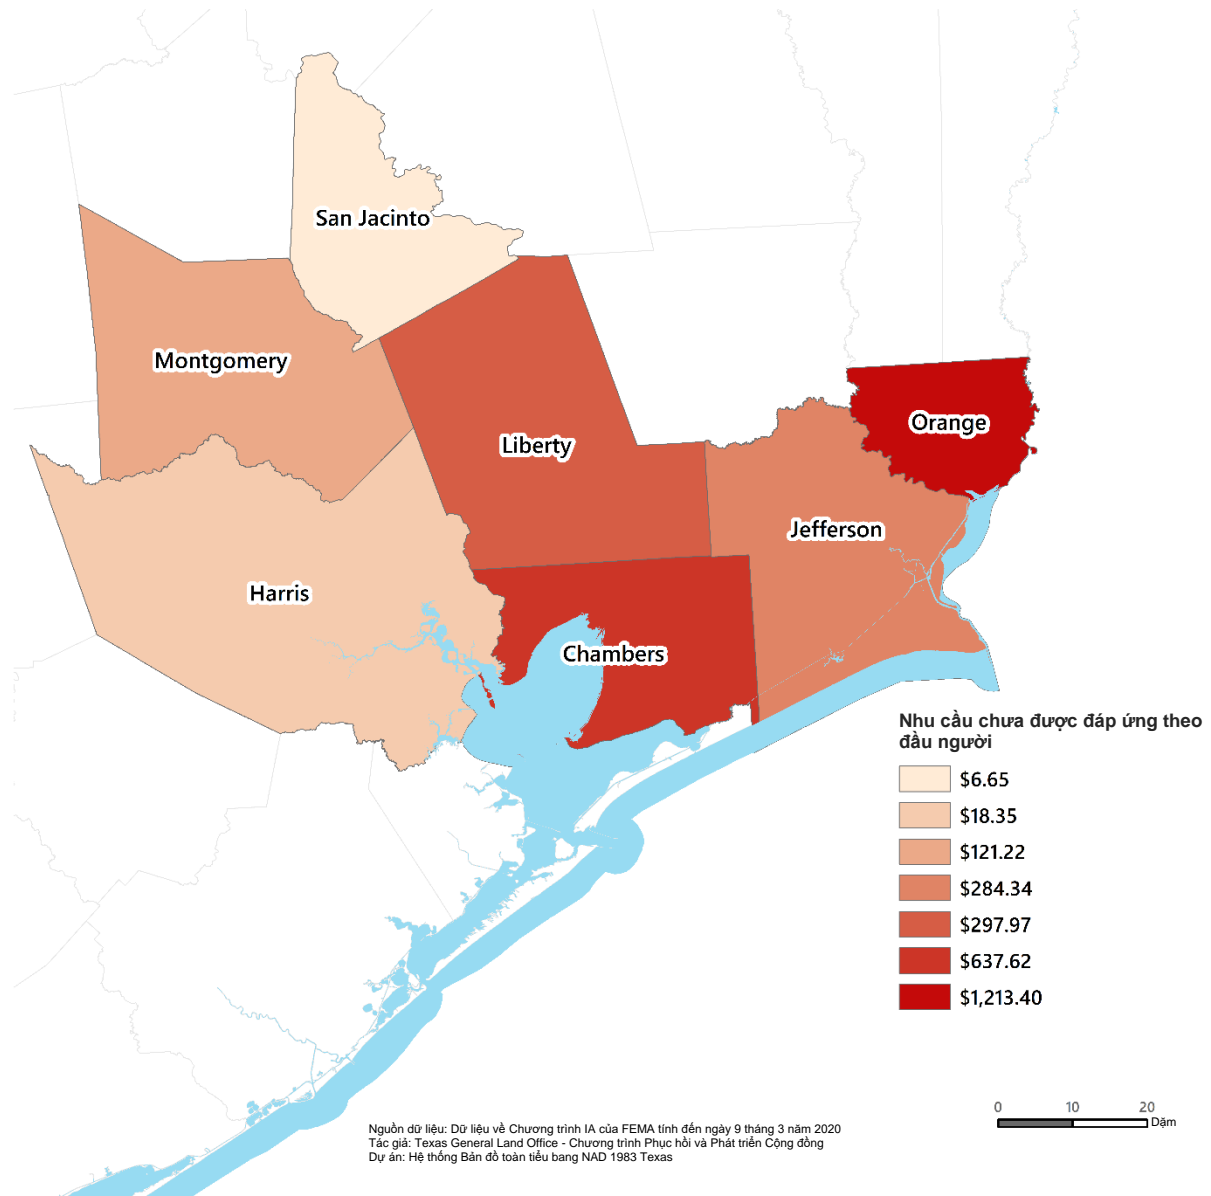 San Jacinto
Montgomery
Orange
Liberty
Jefferson
Harris
Chambers
Nhu cầu chưa được đáp ứng theo
đầu người
$6.65
$18.35
$121.22
$284.34
$297.97
$637.62
$1,213.40
0 10 20
Dặm
Nguồn dữ liệu: Dữ liệu về Chương trình IA của FEMA tính đến ngày 9 tháng 3 năm 2020
Tác giả: Texas General Land Office - Chương trình Phục hồi và Phát triển Cộng đồng
Dự án: Hệ thống Bản đồ toàn tiểu bang NAD 1983 Texas